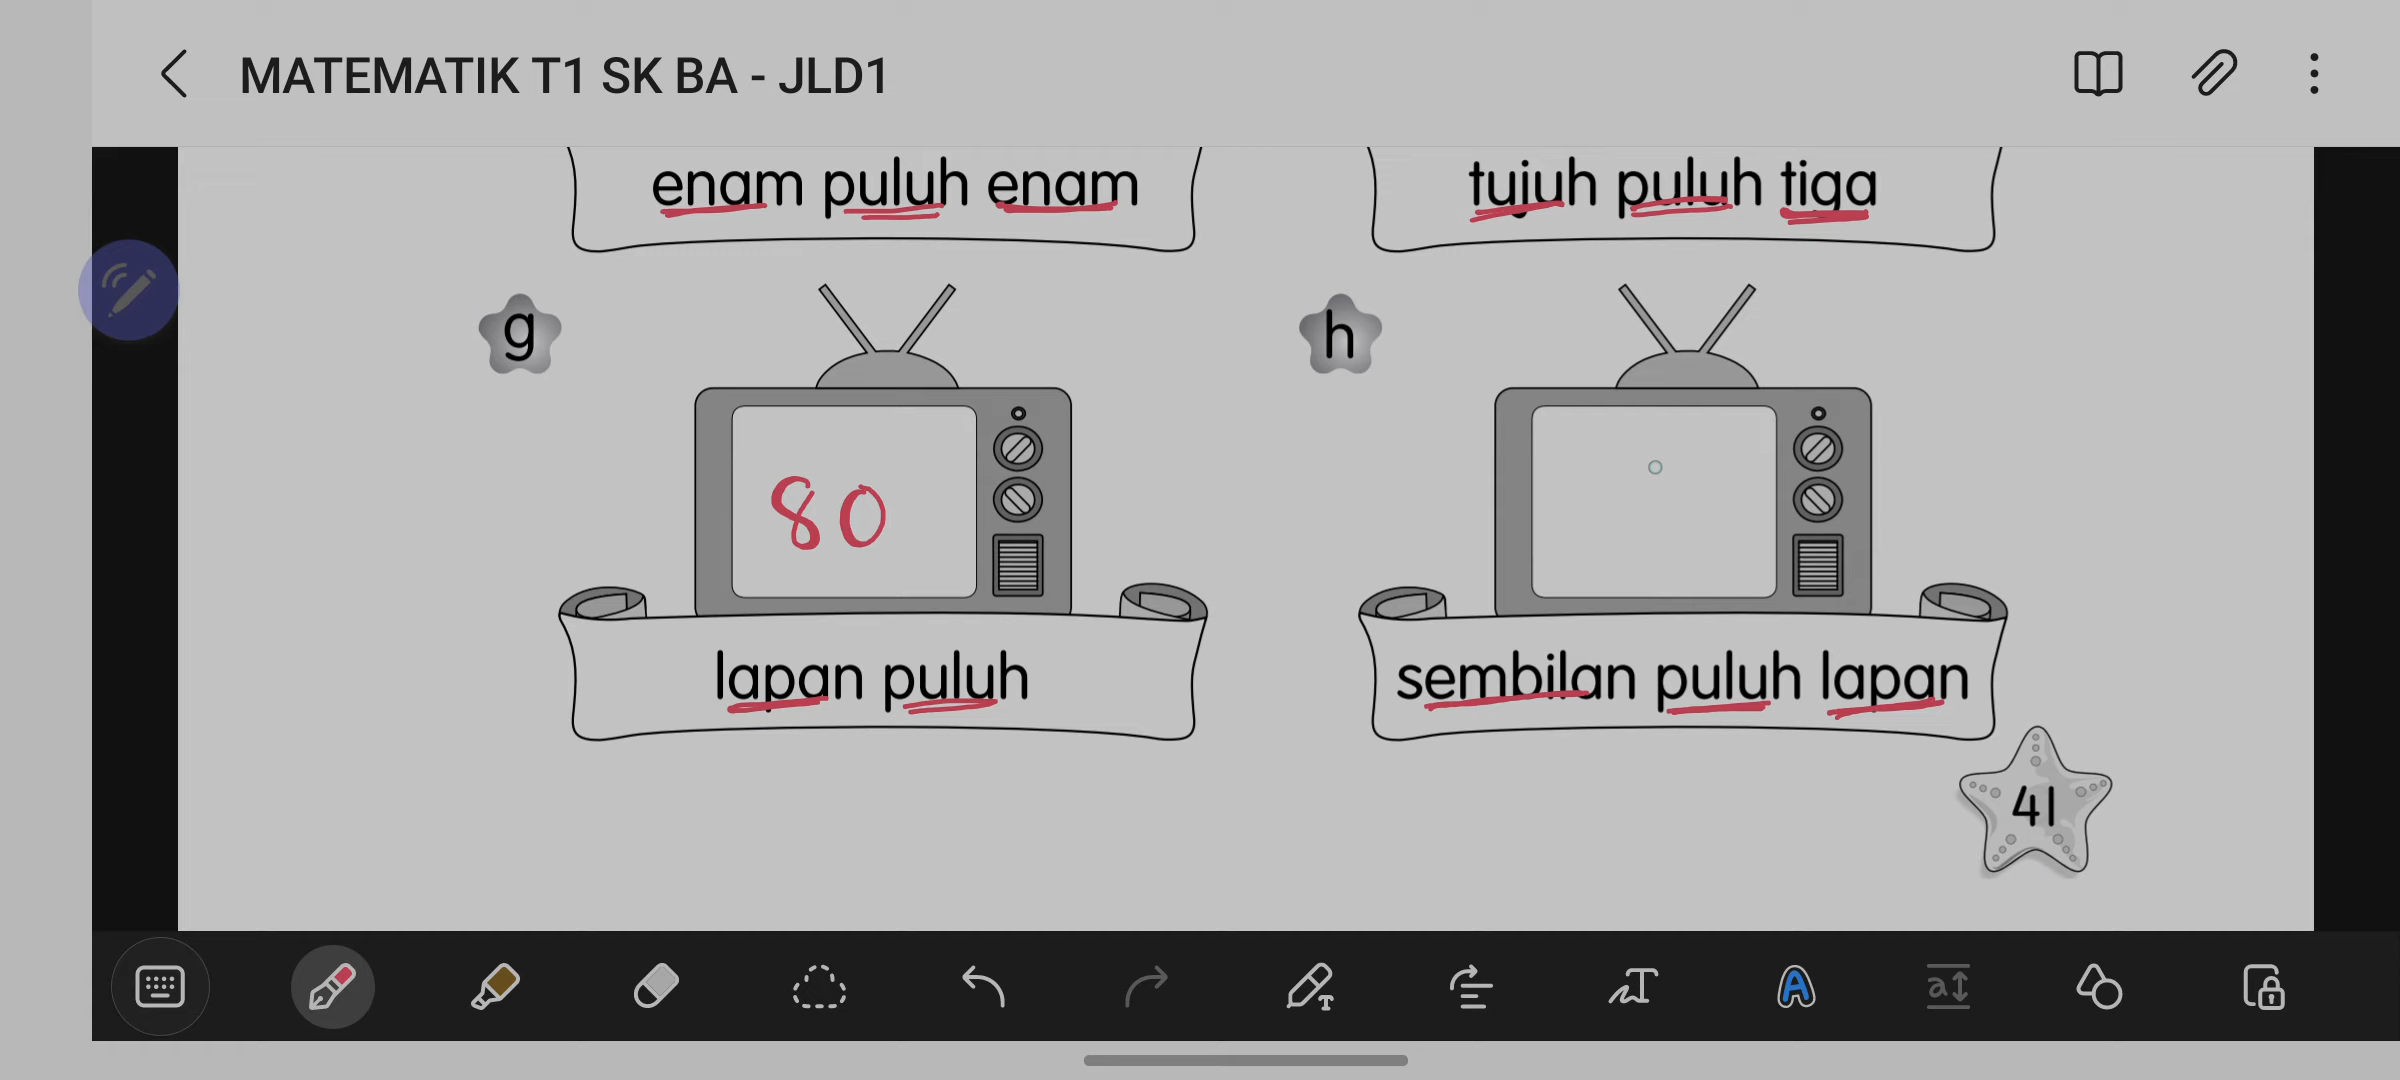 MATEMATIK T1 SK BA - JLD1
enam puluh enam
tujuh puluh tiga
g
h
80
lapan puluh
sembilan puluh lapan
41